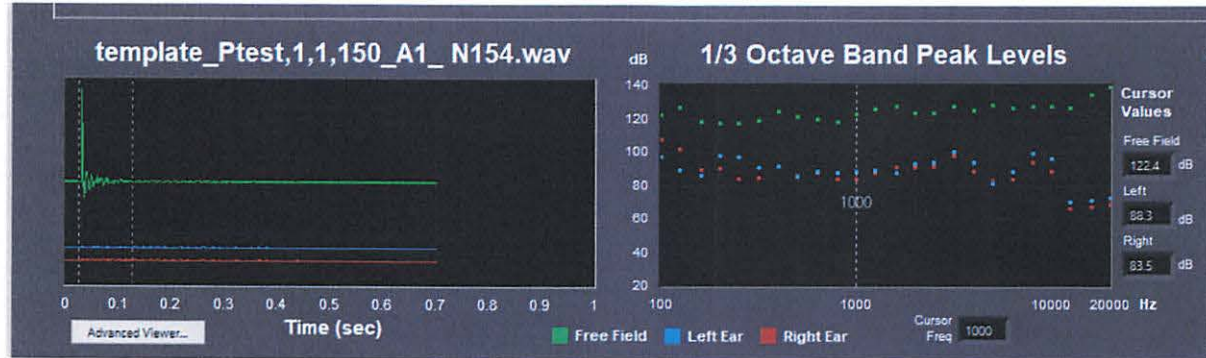 template_Ptest,1,1,150_A1_ N154.wav
0 0.1 0.2 0.3 0.4 0.5 0.6 0.7 0.8 0.9 1
Time (sec)
Advanced Viewer...
dB
1/3 Octave Band Peak Levels
140
120
100
80
60
40
20
1000
100 1000 10000 20000 Hz
Cursor
Values
Free Field
122.4 dB
Left
88.3 dB
Right
83.5 dB
Free Field Left Ear Right Ear
Cursor
Freq 1000